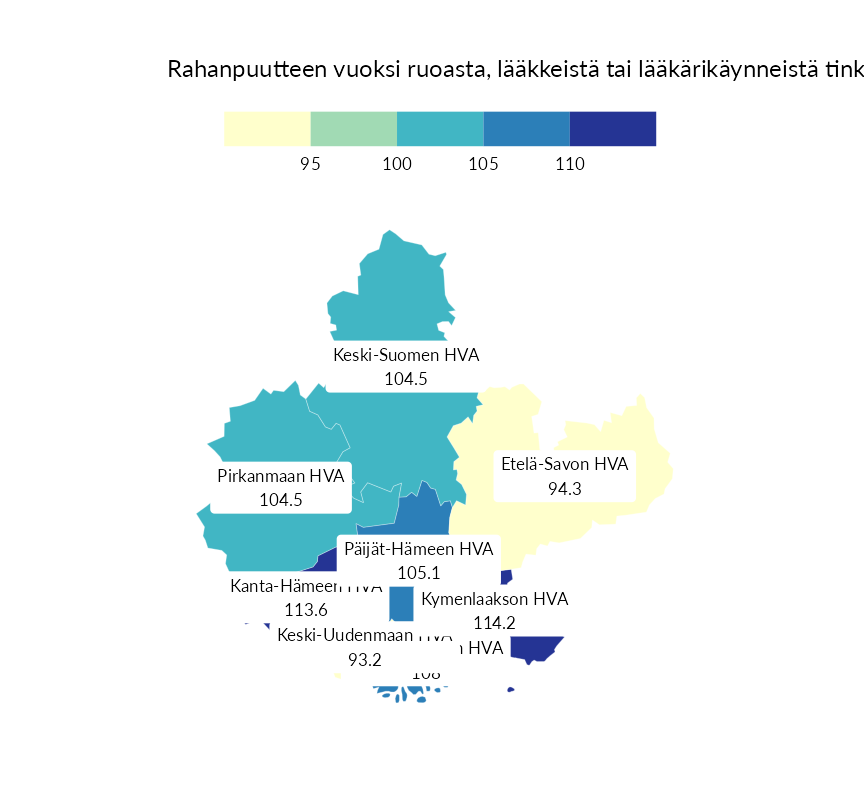 Rahanpuutteen vuoksi ruoasta, lääkkeistä tai lääkärikäynneistä tink
95 100 105 110
Keski-Suomen HVA
104.5
Etelä-Savon HVA
94.3
Pirkanmaan HVA
104.5
Päijät-Hämeen HVA
105.1
Kanta-Hämeen HVA
113.6
Kymenlaakson HVA
114.2
Keski-Uudenmaan HVA
93.2
HVA
108